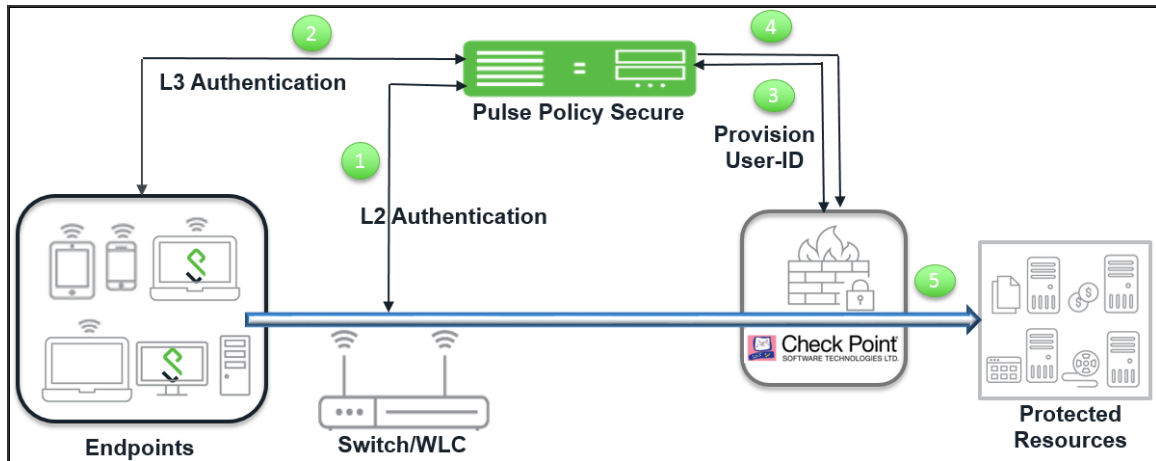 2
4
L3 Authentication
Pulse Policy Secure
3
Provision
User-ID
1
L2 Authentication
5
Check Point
SOFTWARE TECHNOLOGIES LTD.
Endpoints
Switch/WLC
Protected
Resources